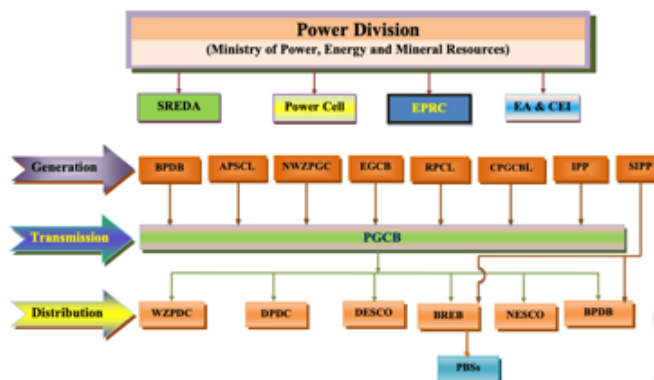 Power Division
(Ministry of Power, Energy and Mineral Resources)
SREDA
Power Cell
EPRC
EA & CEI
Generation
BPDB
APSCL
NWZPGC
EGCB
RPCL
CPGCBL
IPP
SIPP
Transmission
PGCB
Distribution
WZPDC
DPDC
DESCO
BREB
NESCO
BPDB
PBSs